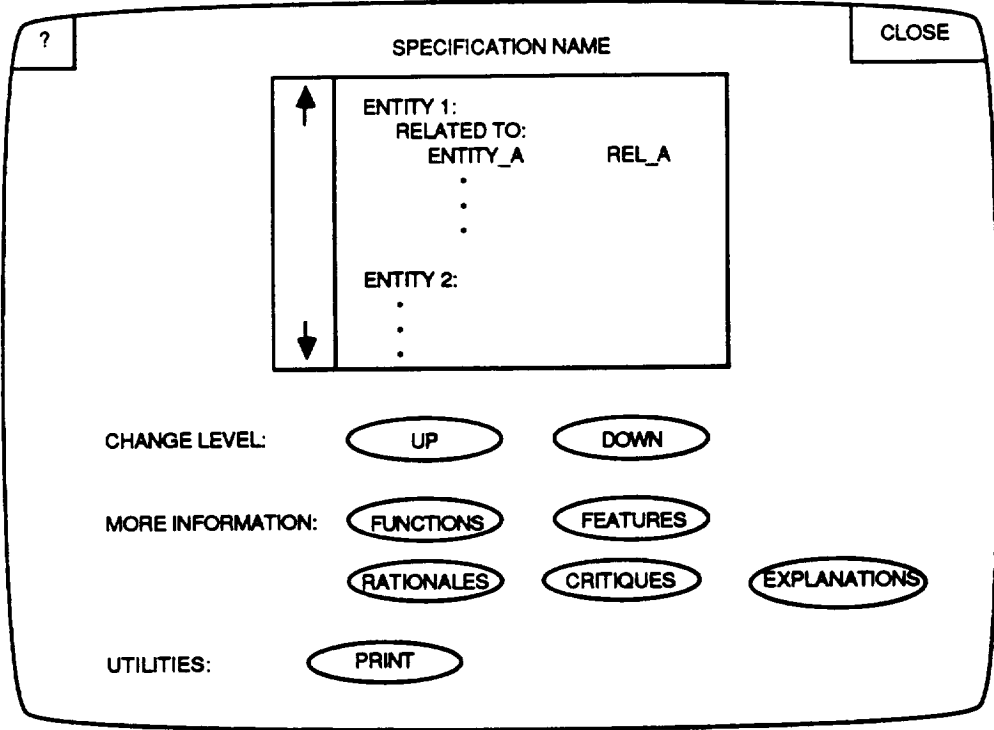 ?
CLOSE
SPECIFICATION NAME
ENTITY 1:
RELATED TO:
ENTITY_A REL_A
ENTITY 2:
CHANGE LEVEL: UP DOWN
MORE INFORMATION: FUNCTIONS FEATURES
RATIONALES CRITIQUES EXPLANATIONS
UTILITIES: PRINT